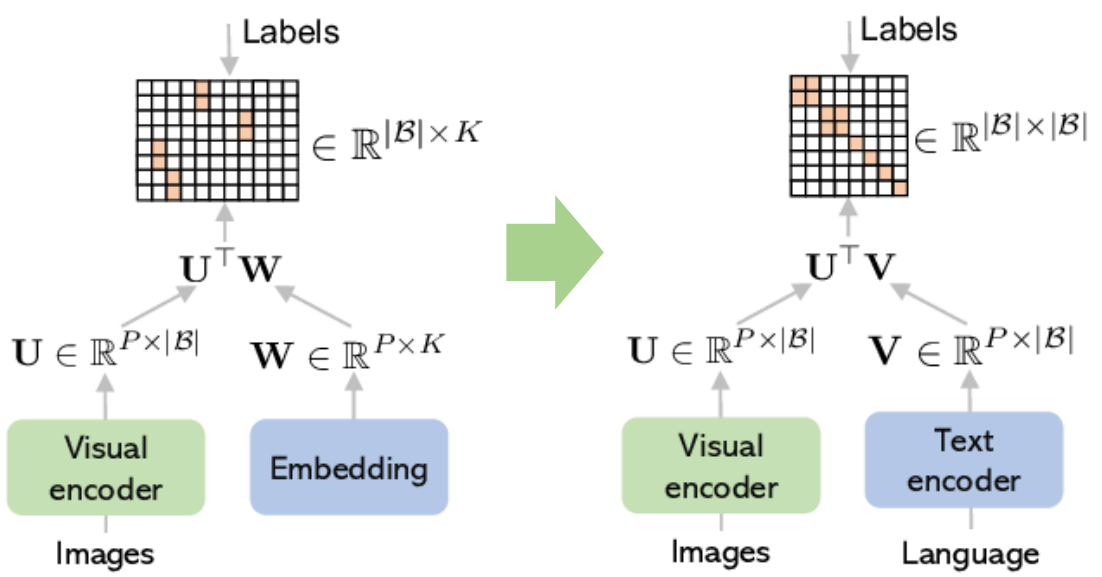 Labels
∈ ℝ^{|𝓑|×K}
U^⊤W
U ∈ ℝ^{P×|𝓑|}
W ∈ ℝ^{P×K}
Visual
encoder
Embedding
Images
Labels
∈ ℝ^{|𝓑|×|𝓑|}
U^⊤V
U ∈ ℝ^{P×|𝓑|}
V ∈ ℝ^{P×|𝓑|}
Visual
encoder
Text
encoder
Images
Language